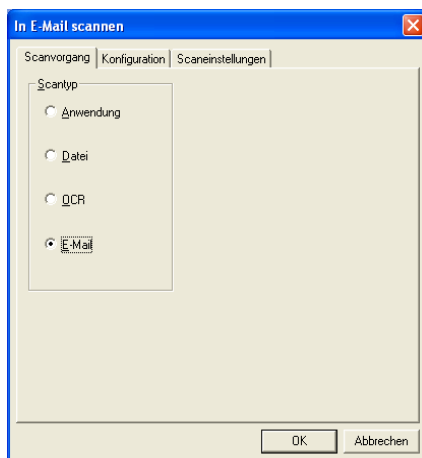 In E-Mail scannen
Scanvorgang Konfiguration Scaneinstellungen
Scantyp
Anwendung
Datei
OCR
E-Mail
OK Abbrechen